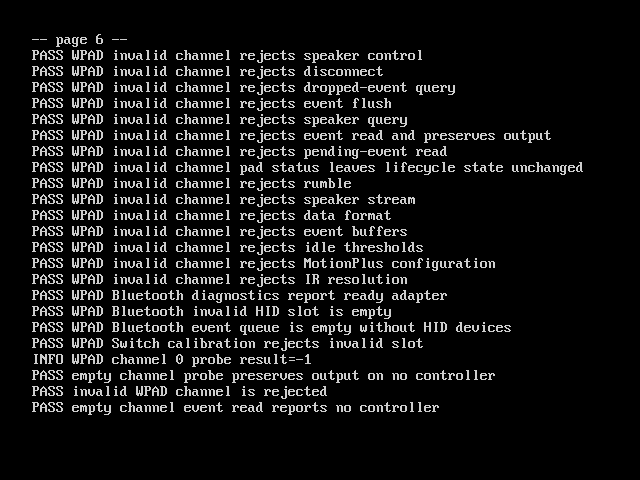 -- page 6 --
PASS WPAD invalid channel rejects speaker control
PASS WPAD invalid channel rejects disconnect
PASS WPAD invalid channel rejects dropped-event query
PASS WPAD invalid channel rejects event flush
PASS WPAD invalid channel rejects speaker query
PASS WPAD invalid channel rejects event read and preserves output
PASS WPAD invalid channel rejects pending-event read
PASS WPAD invalid channel pad status leaves lifecycle state unchanged
PASS WPAD invalid channel rejects rumble
PASS WPAD invalid channel rejects speaker stream
PASS WPAD invalid channel rejects data format
PASS WPAD invalid channel rejects event buffers
PASS WPAD invalid channel rejects idle thresholds
PASS WPAD invalid channel rejects MotionPlus configuration
PASS WPAD invalid channel rejects IR resolution
PASS WPAD Bluetooth diagnostics report ready adapter
PASS WPAD Bluetooth invalid HID slot is empty
PASS WPAD Bluetooth event queue is empty without HID devices
PASS WPAD Switch calibration rejects invalid slot
INFO WPAD channel 0 probe result=-1
PASS empty channel probe preserves output on no controller
PASS invalid WPAD channel is rejected
PASS empty channel event read reports no controller